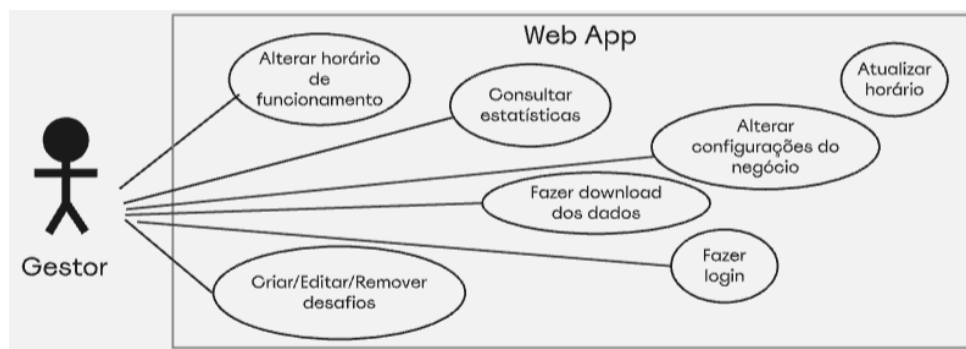 Web App
Alterar horário
de
funcionamento
Consultar
estatísticas
Atualizar
horário
Alterar
configurações do
negócio
Fazer download
dos dados
Gestor
Fazer
login
Criar/Editar/Remover
desafios